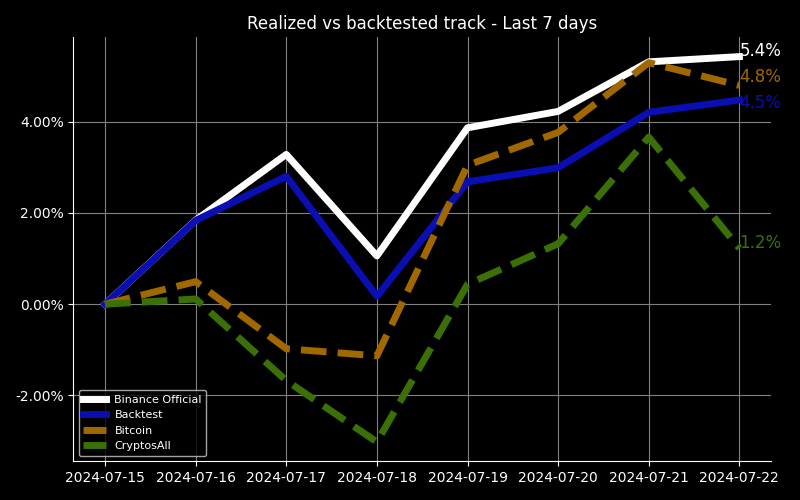 Realized vs backtested track - Last 7 days
5.4%
4.8%
4.5%
4.00%
2.00%
1.2%
0.00%
-2.00%
Binance Official
Backtest
Bitcoin
CryptosAll
2024-07-15 2024-07-16 2024-07-17 2024-07-18 2024-07-19 2024-07-20 2024-07-21 2024-07-22